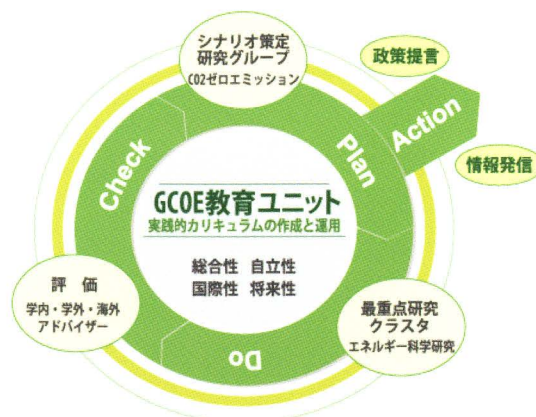 シナリオ策定
研究グループ
CO2ゼロエミッション
政策提言
Action
情報発信
Plan
Check
Do
GCOE教育ユニット
実践的カリキュラムの作成と運用
総合性 自立性
国際性 将来性
評 価
学内・学外・海外
アドバイザー
最重点研究
クラスタ
エネルギー科学研究